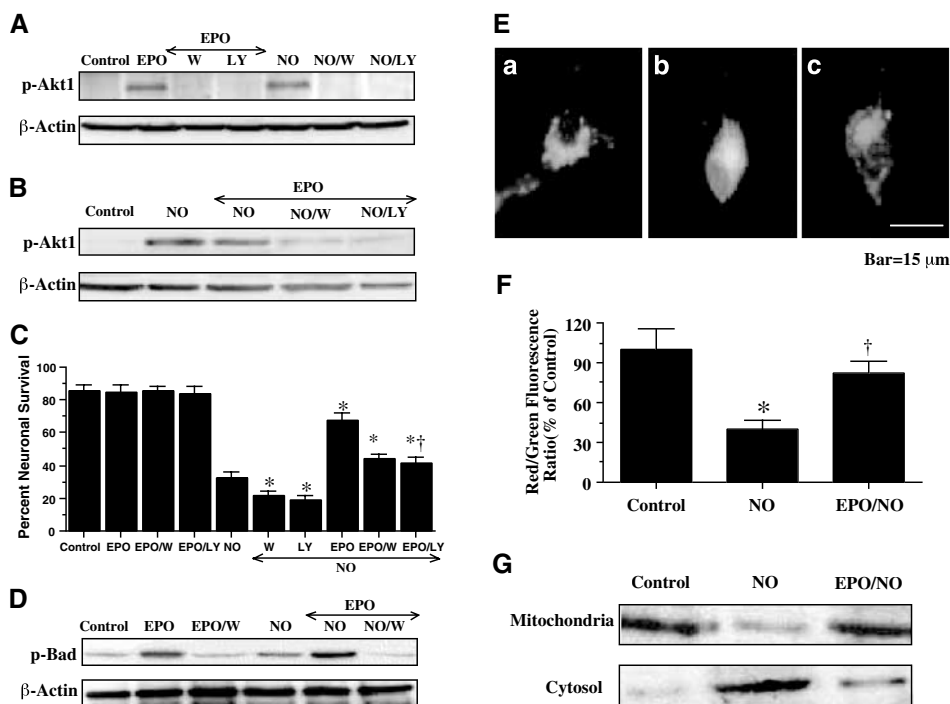 A
EPO
Control EPO W LY NO NO/W NO/LY
p-Akt1
β-Actin
B
EPO
Control NO NO NO/W NO/LY
p-Akt1
β-Actin
C
Percent Neuronal Survival
100
80
60
40
20
0
* * * * *†
Control EPO EPO/W EPO/LY NO W LY EPO EPO/W EPO/LY
NO
D
EPO
Control EPO EPO/W NO NO NO/W
p-Bad
β-Actin
E
a b c
Bar=15 μm
F
Red/Green Fluorescence
Ratio(% of Control)
120
90
60
30
0
* †
Control NO EPO/NO
G
Control NO EPO/NO
Mitochondria
Cytosol